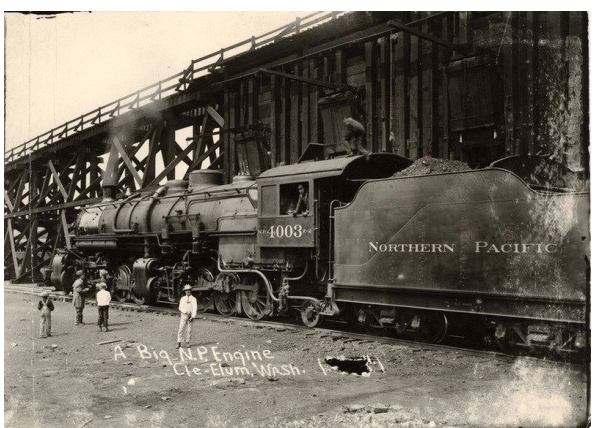 4003
NORTHERN PACIFIC
A Big N.P. Engine
Cle-Elum, Wash.